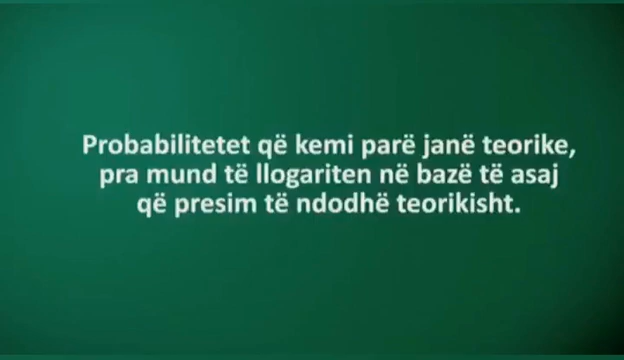 Probabilitetet që kemi parë janë teorike,
pra mund të llogariten në bazë të asaj
që presim të ndodhë teorikisht.